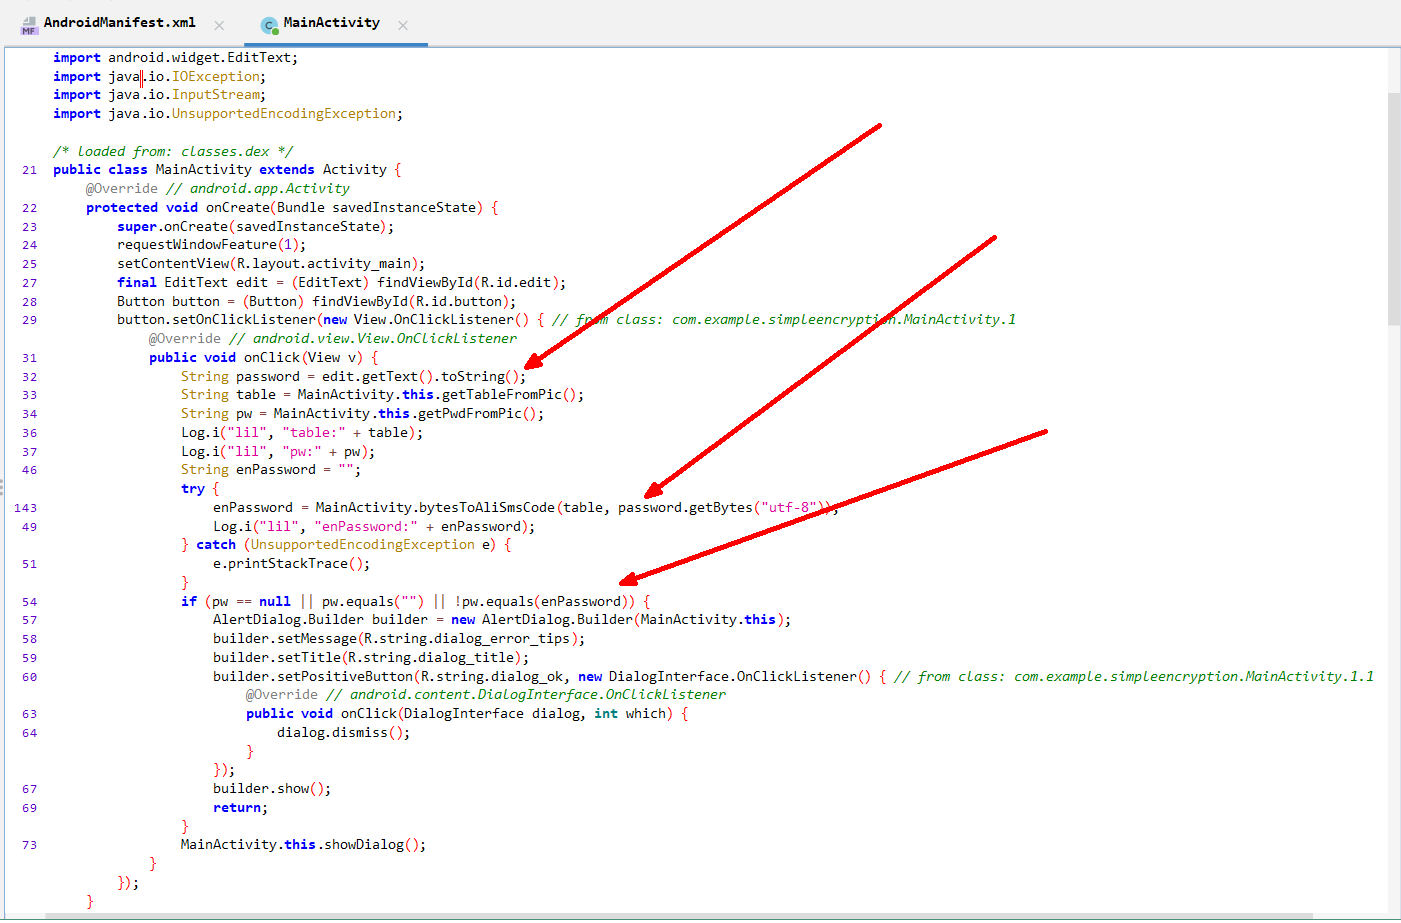 AndroidManifest.xml
MainActivity
import android.widget.EditText;
import java.io.IOException;
import java.io.InputStream;
import java.io.UnsupportedEncodingException;
/* loaded from: classes.dex */
21 public class MainActivity extends Activity {
@Override // android.app.Activity
22 protected void onCreate(Bundle savedInstanceState) {
23 super.onCreate(savedInstanceState);
24 requestWindowFeature(1);
25 setContentView(R.layout.activity_main);
27 final EditText edit = (EditText) findViewById(R.id.edit);
28 Button button = (Button) findViewById(R.id.button);
29 button.setOnClickListener(new View.OnClickListener() { // from class: com.example.simpleencryption.MainActivity.1
@Override // android.view.View.OnClickListener
31 public void onClick(View v) {
32 String password = edit.getText().toString();
33 String table = MainActivity.this.getTableFromPic();
34 String pw = MainActivity.this.getPwdFromPic();
36 Log.i("lil", "table:" + table);
37 Log.i("lil", "pw:" + pw);
46 String enPassword = "";
try {
143 enPassword = MainActivity.bytesToAliSmsCode(table, password.getBytes("utf-8"));
49 Log.i("lil", "enPassword:" + enPassword);
} catch (UnsupportedEncodingException e) {
51 e.printStackTrace();
}
54 if (pw == null || pw.equals("") || !pw.equals(enPassword)) {
57 AlertDialog.Builder builder = new AlertDialog.Builder(MainActivity.this);
58 builder.setMessage(R.string.dialog_error_tips);
59 builder.setTitle(R.string.dialog_title);
60 builder.setPositiveButton(R.string.dialog_ok, new DialogInterface.OnClickListener() { // from class: com.example.simpleencryption.MainActivity.1.1
@Override // android.content.DialogInterface.OnClickListener
63 public void onClick(DialogInterface dialog, int which) {
64 dialog.dismiss();
}
});
67 builder.show();
69 return;
}
73 MainActivity.this.showDialog();
}
});
}